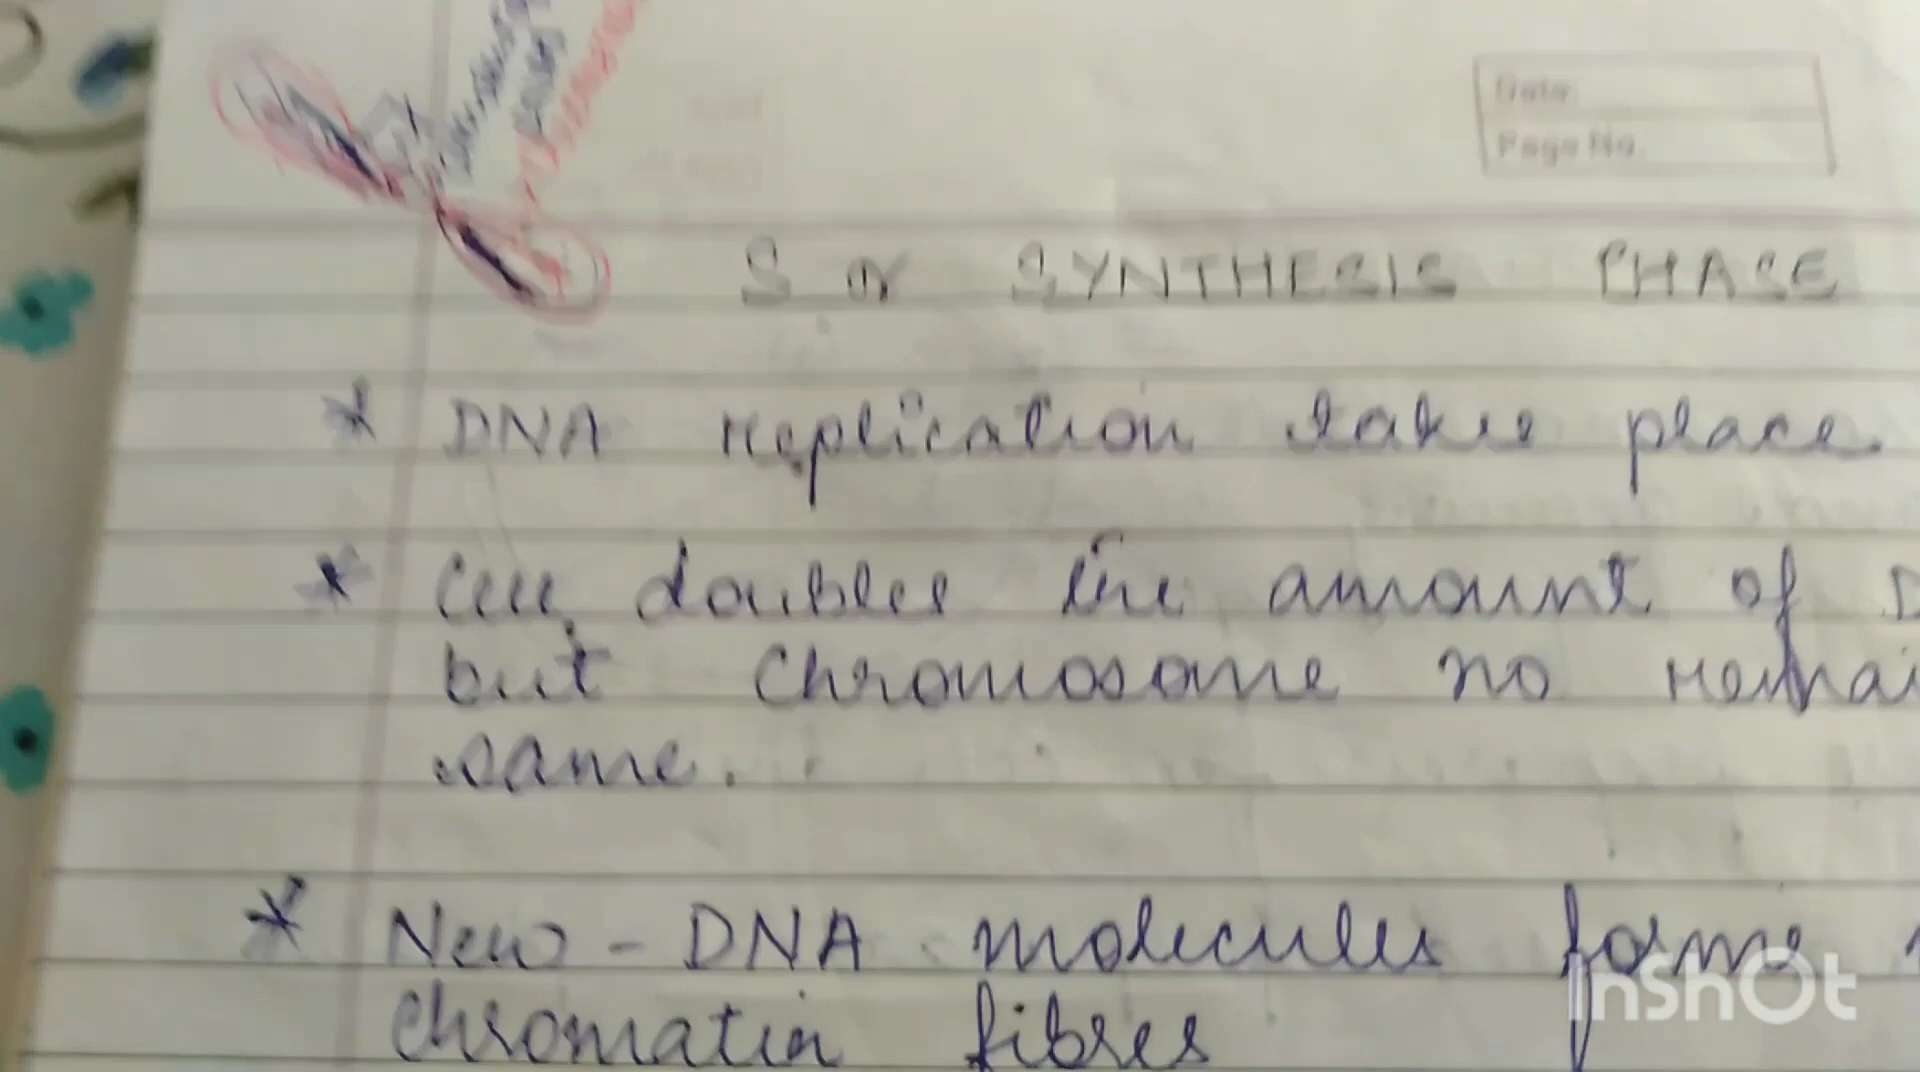 Date:
Page No.
S or SYNTHESIS PHASE
* DNA replication takes place
* Cell doubles the amount of
but chromosome no remai
same.
* New - DNA molecules forms
chromatin fibres
InShOt